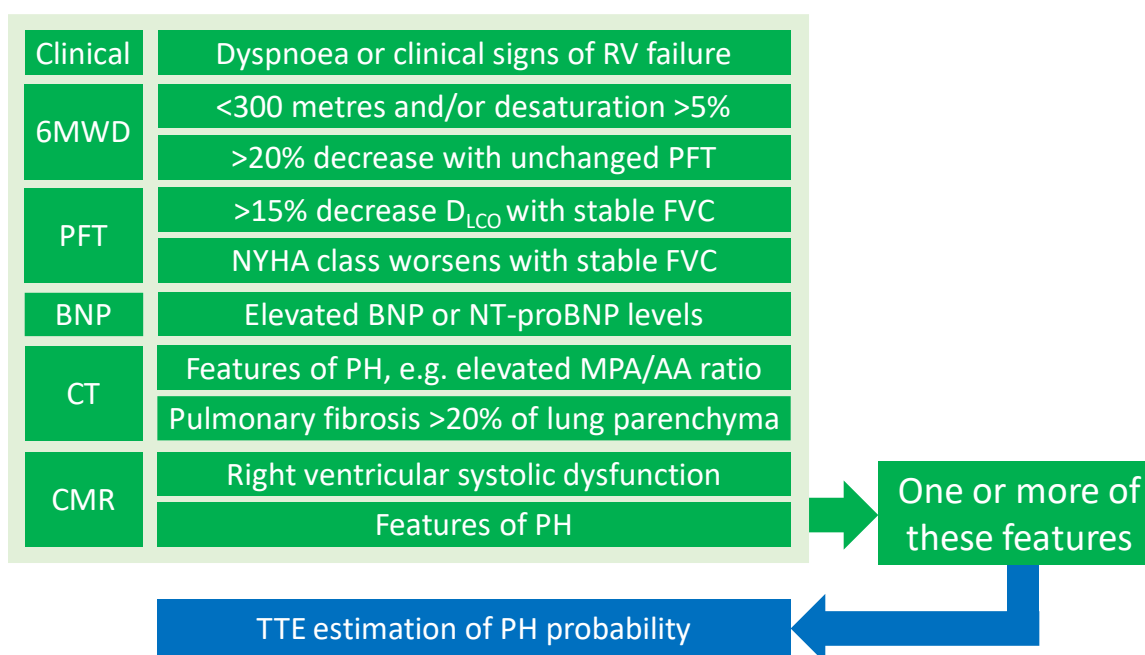 Clinical
Dyspnoea or clinical signs of RV failure
6MWD
<300 metres and/or desaturation >5%
>20% decrease with unchanged PFT
PFT
>15% decrease DLCO with stable FVC
NYHA class worsens with stable FVC
BNP
Elevated BNP or NT-proBNP levels
CT
Features of PH, e.g. elevated MPA/AA ratio
Pulmonary fibrosis >20% of lung parenchyma
CMR
Right ventricular systolic dysfunction
Features of PH
One or more of
these features
TTE estimation of PH probability